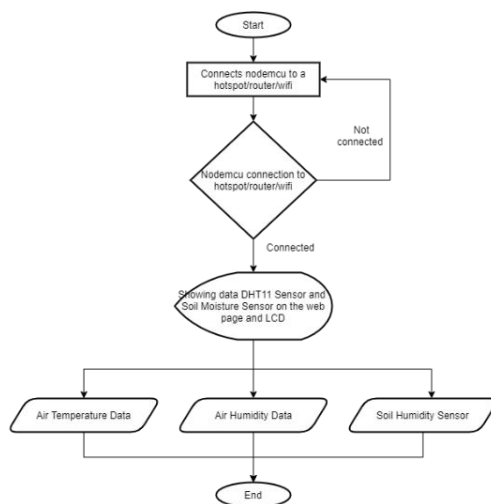 Start
Connects nodemcu to a
hotspot/router/wifi
Not
connected
Nodemcu connection to
hotspot/router/wifi
Connected
Showing data DHT11 Sensor and
Soil Moisture Sensor on the web
page and LCD
Air Temperature Data
Air Humidity Data
Soil Humidity Sensor
End